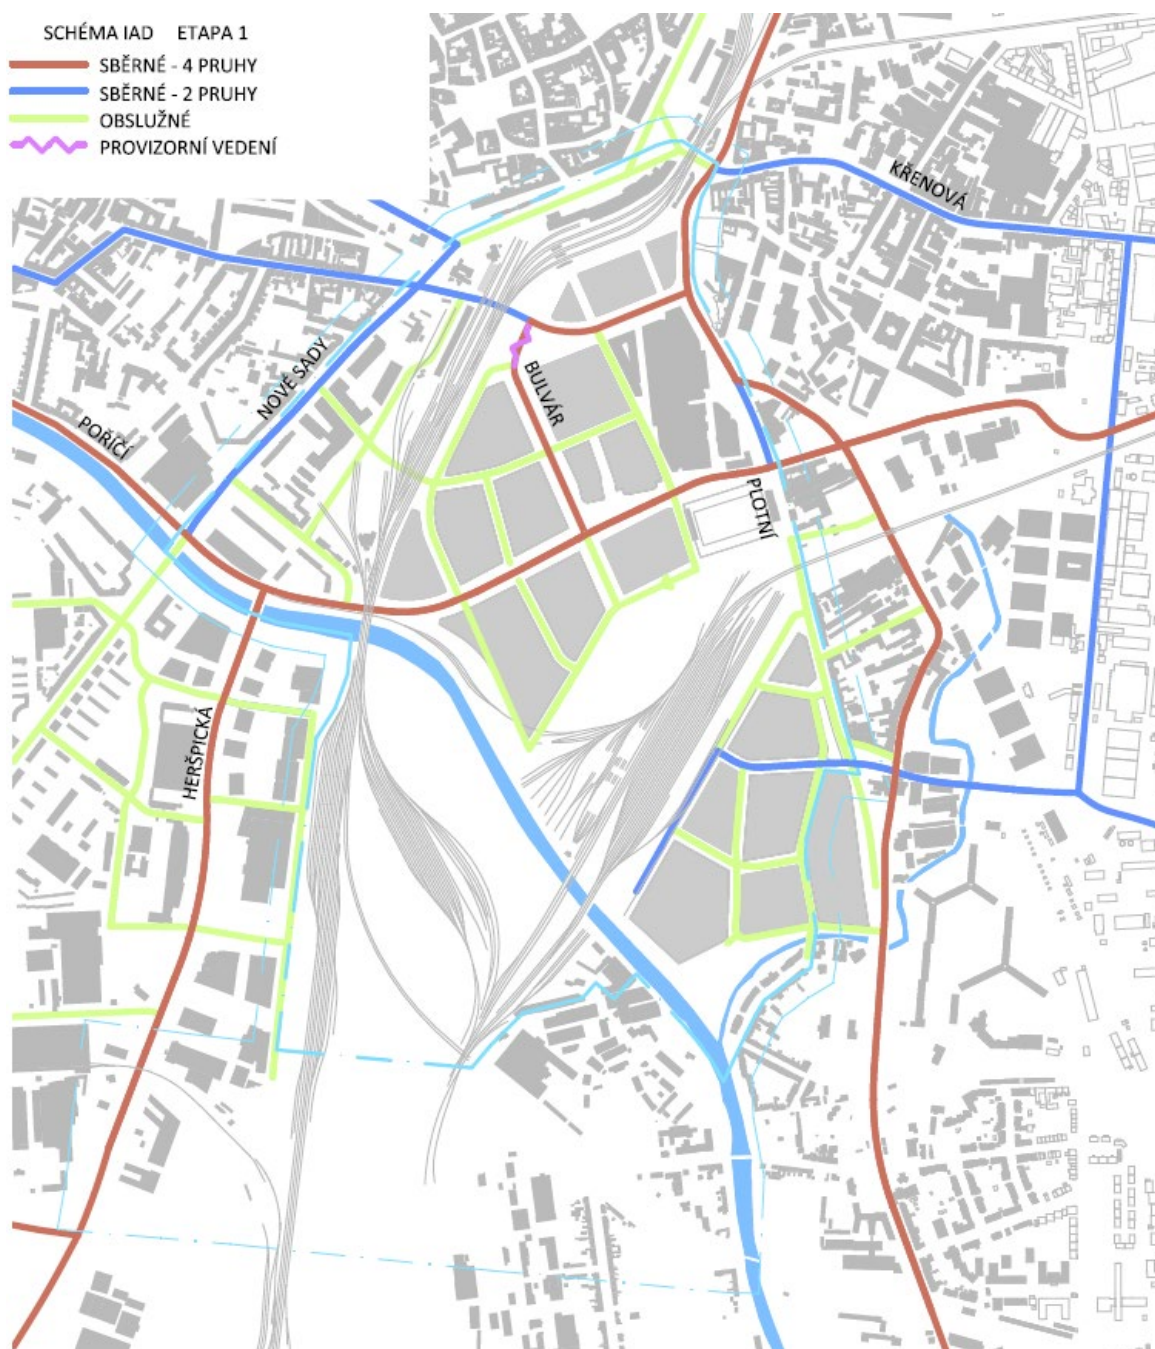 SCHÉMA IAD ETAPA 1
SBĚRNÉ - 4 PRUHY
SBĚRNÉ - 2 PRUHY
OBSLUŽNÉ
PROVIZORNÍ VEDENÍ
KŘENOVÁ
NOVÉ SADY
BULVÁR
POŘÍČÍ
PLOTNÍ
HERŠPICKÁ